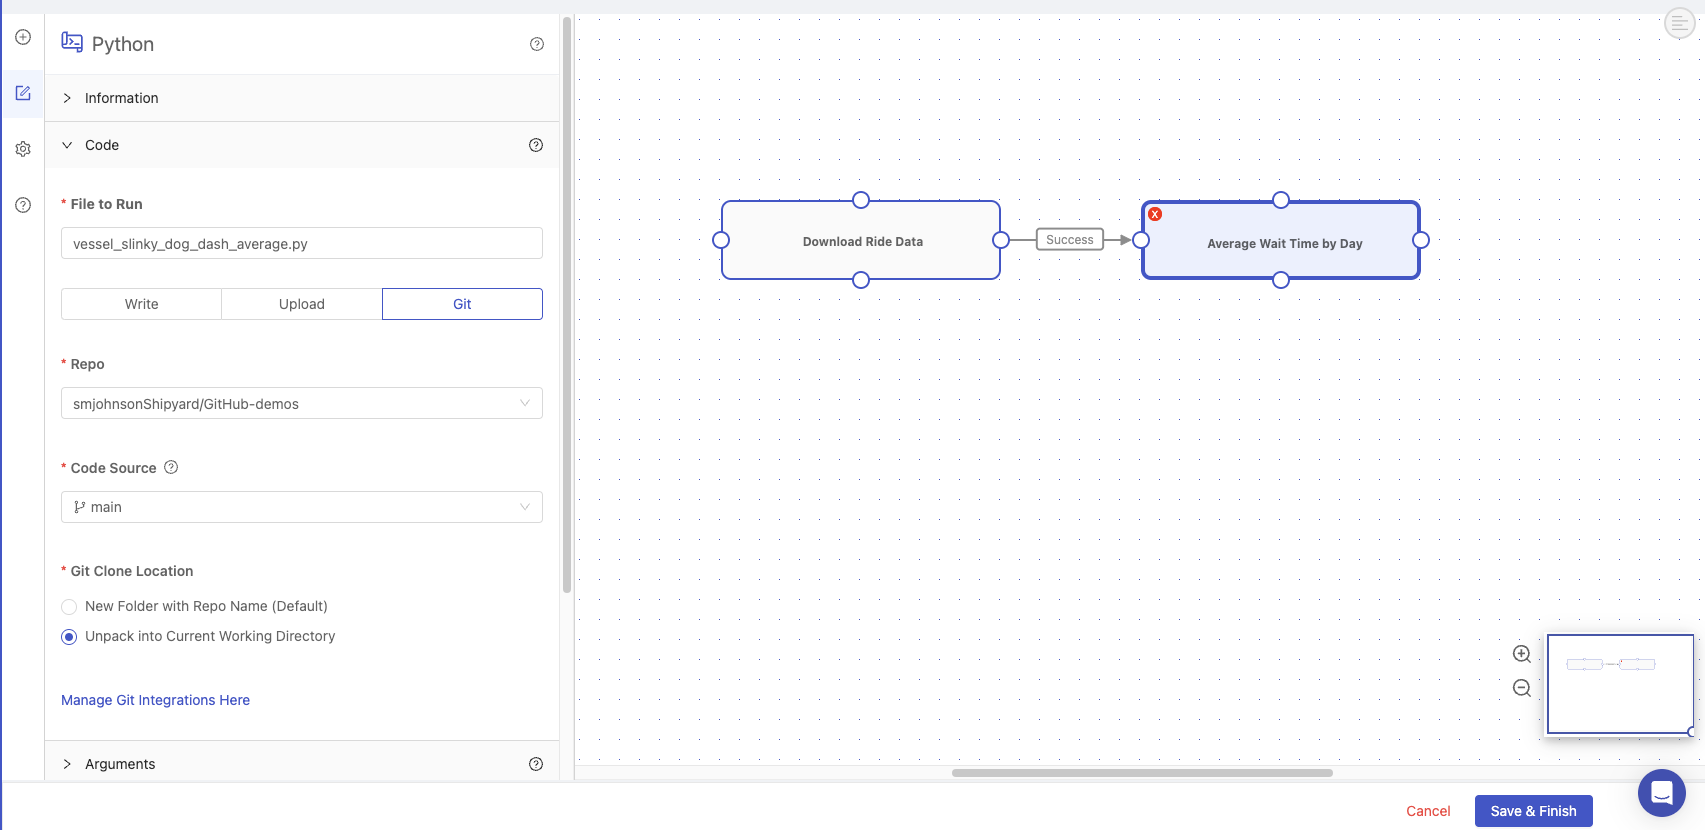 Python
Information
Code
* File to Run
vessel_slinky_dog_dash_average.py
Write Upload Git
* Repo
smjohnsonShipyard/GitHub-demos
* Code Source
main
* Git Clone Location
New Folder with Repo Name (Default)
Unpack into Current Working Directory
Manage Git Integrations Here
Arguments
Download Ride Data
Success
X
Average Wait Time by Day
Cancel
Save & Finish